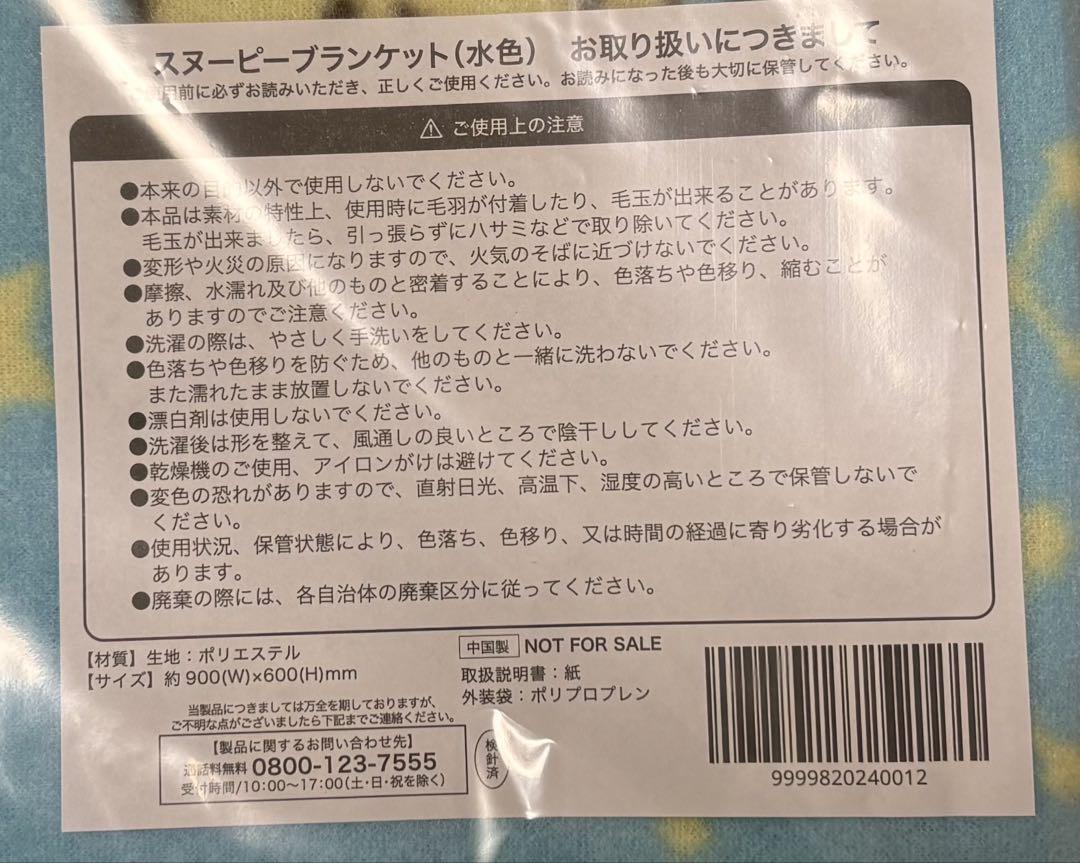 スヌーピーブランケット（水色）　お取り扱いにつきまして
用前に必ずお読みいただき、正しくご使用ください。お読みになった後も大切に保管してください。
⚠ ご使用上の注意
●本来の目的以外で使用しないでください。
●本品は素材の特性上、使用時に毛羽が付着したり、毛玉が出来ることがあります。
毛玉が出来ましたら、引っ張らずにハサミなどで取り除いてください。
●変形や火災の原因になりますので、火気のそばに近づけないでください。
●摩擦、水濡れ及び他のものと密着することにより、色落ちや色移り、縮むことが
ありますのでご注意ください。
●洗濯の際は、やさしく手洗いをしてください。
●色落ちや色移りを防ぐため、他のものと一緒に洗わないでください。
また濡れたまま放置しないでください。
●漂白剤は使用しないでください。
●洗濯後は形を整えて、風通しの良いところで陰干ししてください。
●乾燥機のご使用、アイロンがけは避けてください。
●変色の恐れがありますので、直射日光、高温下、湿度の高いところで保管しないで
ください。
●使用状況、保管状態により、色落ち、色移り、又は時間の経過に寄り劣化する場合が
あります。
●廃棄の際には、各自治体の廃棄区分に従ってください。
【材質】生地：ポリエステル
【サイズ】約900(W)×600(H)mm
中国製 NOT FOR SALE
取扱説明書：紙
外装袋：ポリプロプレン
当製品につきましては万全を期しておりますが、
ご不明な点がございましたら下記までご連絡ください。
【製品に関するお問い合わせ先】
通話料無料 0800-123-7555
受付時間/10:00～17:00(土・日・祝を除く)
検針済
9999820240012